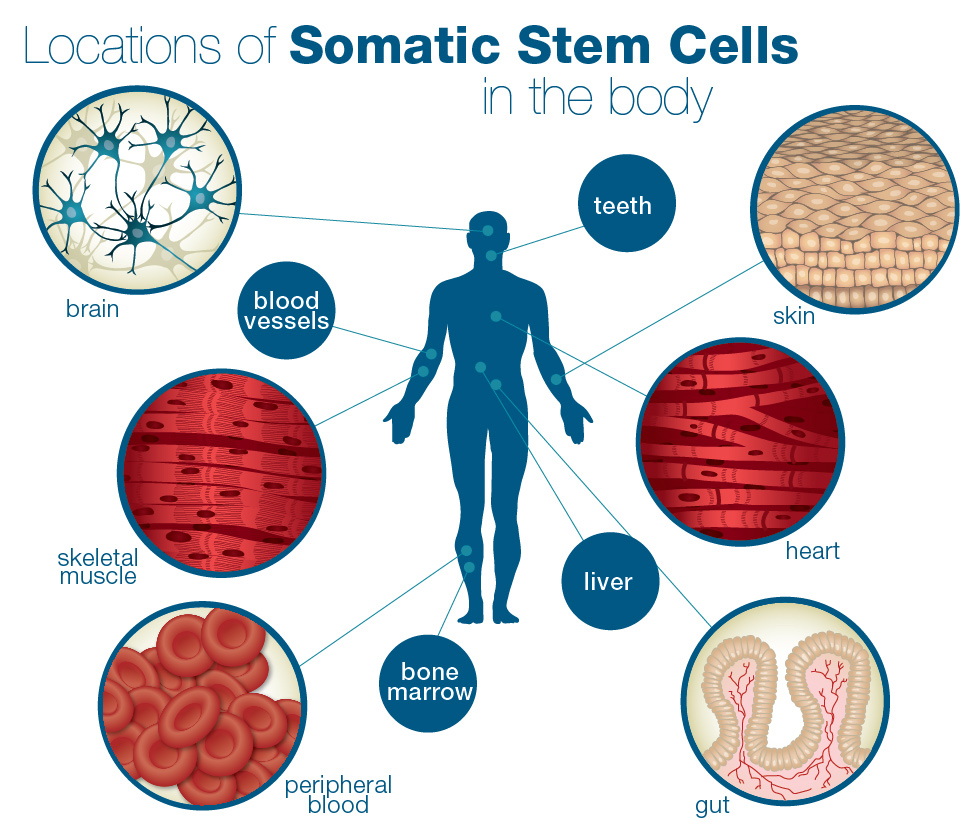 Locations of Somatic Stem Cells
in the body
teeth
brain
blood
vessels
skin
skeletal
muscle
heart
liver
bone
marrow
peripheral
blood
gut